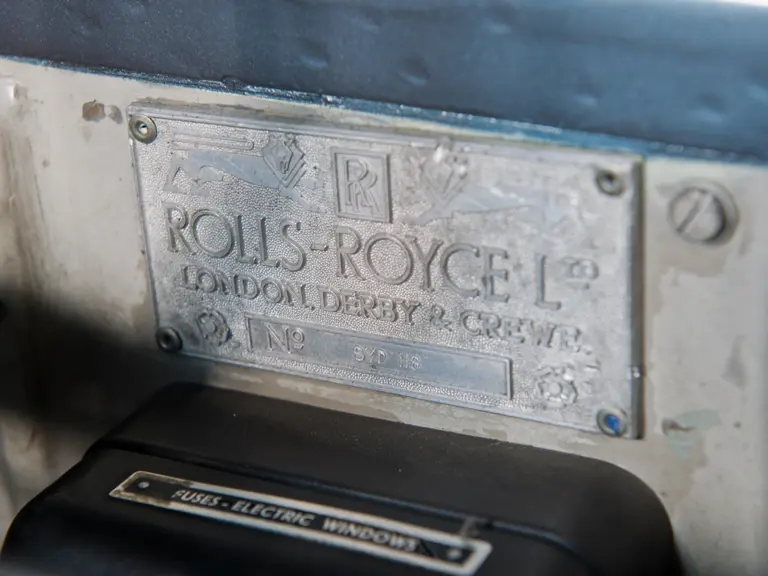 RR
ROLLS-ROYCE LTD
LONDON, DERBY & CREWE.
No
FUSES - ELECTRIC WINDOWS